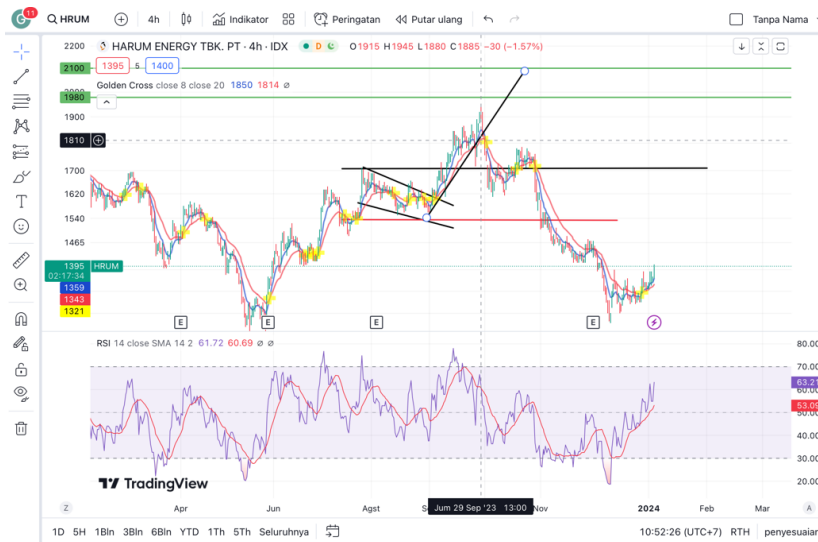 G 11 HRUM 4h Indikator Peringatan Putar ulang Tanpa Nama
2200 HARUM ENERGY TBK. PT · 4h · IDX D O1915 H1945 L1880 C1885 −30 (−1.57%)
2100 1395 5 1400
Golden Cross close 8 close 20 1850 1814 ∅
1980
1900
1810
1700
1620
1540
1465
1395 HRUM
02:17:34
1359
1343
1321
E E E E
RSI 14 close SMA 14 2 61.72 60.69 ∅ ∅
80.00
70.00
63.21
60.00
53.09
40.00
30.00
20.00
TradingView
Z Apr Jun Agst Jum 29 Sep '23 13:00 Nov 2024 Feb Mar A
1D 5H 1Bln 3Bln 6Bln YTD 1Th 5Th Seluruhnya 10:52:26 (UTC+7) RTH penyesuaian